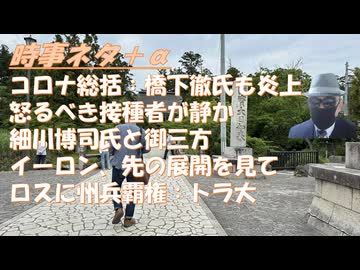 時事ネタ+α
コロナ総括：橋下徹氏も炎上
怒るべき接種者が静か
細川博司氏と御三方
イーロン、先の展開を見て
ロスに州兵覇権：トラ大